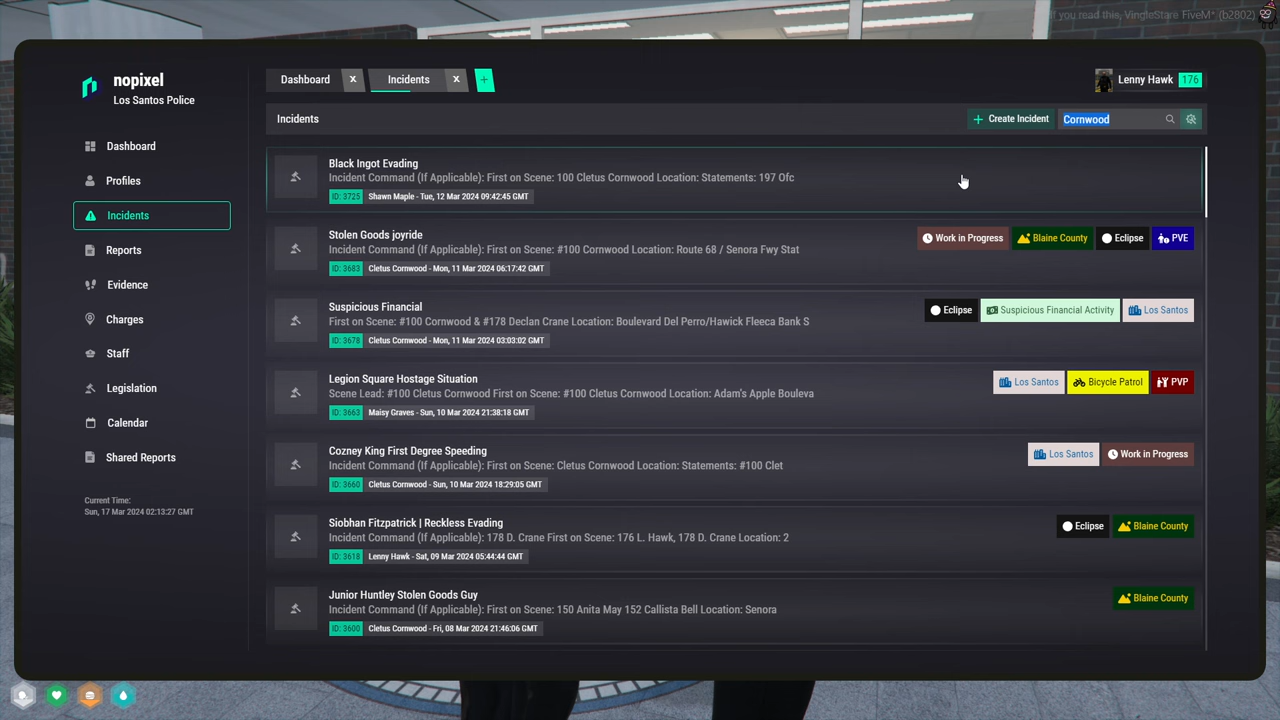 If you read this, VingleStare FiveM® (b2802)
nopixel
Los Santos Police
Dashboard x Incidents x +
Lenny Hawk 176
Incidents
+ Create Incident
Cornwood
Dashboard
Profiles
Incidents
Reports
Evidence
Charges
Staff
Legislation
Calendar
Shared Reports
Current Time:
Sun, 17 Mar 2024 02:13:27 GMT
Black Ingot Evading
Incident Command (If Applicable): First on Scene: 100 Cletus Cornwood Location: Statements: 197 Ofc
ID: 3725 Shawn Maple - Tue, 12 Mar 2024 09:42:45 GMT
Stolen Goods joyride
Work in Progress Blaine County Eclipse PVE
Incident Command (If Applicable): First on Scene: #100 Cornwood Location: Route 68 / Senora Fwy Stat
ID: 3683 Cletus Cornwood - Mon, 11 Mar 2024 06:17:42 GMT
Suspicious Financial
Eclipse Suspicious Financial Activity Los Santos
First on Scene: #100 Cornwood & #178 Declan Crane Location: Boulevard Del Perro/Hawick Fleeca Bank S
ID: 3678 Cletus Cornwood - Mon, 11 Mar 2024 03:03:02 GMT
Legion Square Hostage Situation
Los Santos Bicycle Patrol PVP
Scene Lead: #100 Cletus Cornwood First on Scene: #100 Cletus Cornwood Location: Adam's Apple Bouleva
ID: 3663 Maisy Graves - Sun, 10 Mar 2024 21:38:18 GMT
Cozney King First Degree Speeding
Los Santos Work in Progress
Incident Command (If Applicable): First on Scene: Cletus Cornwood Location: Statements: #100 Clet
ID: 3660 Cletus Cornwood - Sun, 10 Mar 2024 18:29:05 GMT
Siobhan Fitzpatrick | Reckless Evading
Eclipse Blaine County
Incident Command (If Applicable): 178 D. Crane First on Scene: 176 L. Hawk, 178 D. Crane Location: 2
ID: 3618 Lenny Hawk - Sat, 09 Mar 2024 05:44:44 GMT
Junior Huntley Stolen Goods Guy
Blaine County
Incident Command (If Applicable): First on Scene: 150 Anita May 152 Callista Bell Location: Senora
ID: 3600 Cletus Cornwood - Fri, 08 Mar 2024 21:46:06 GMT